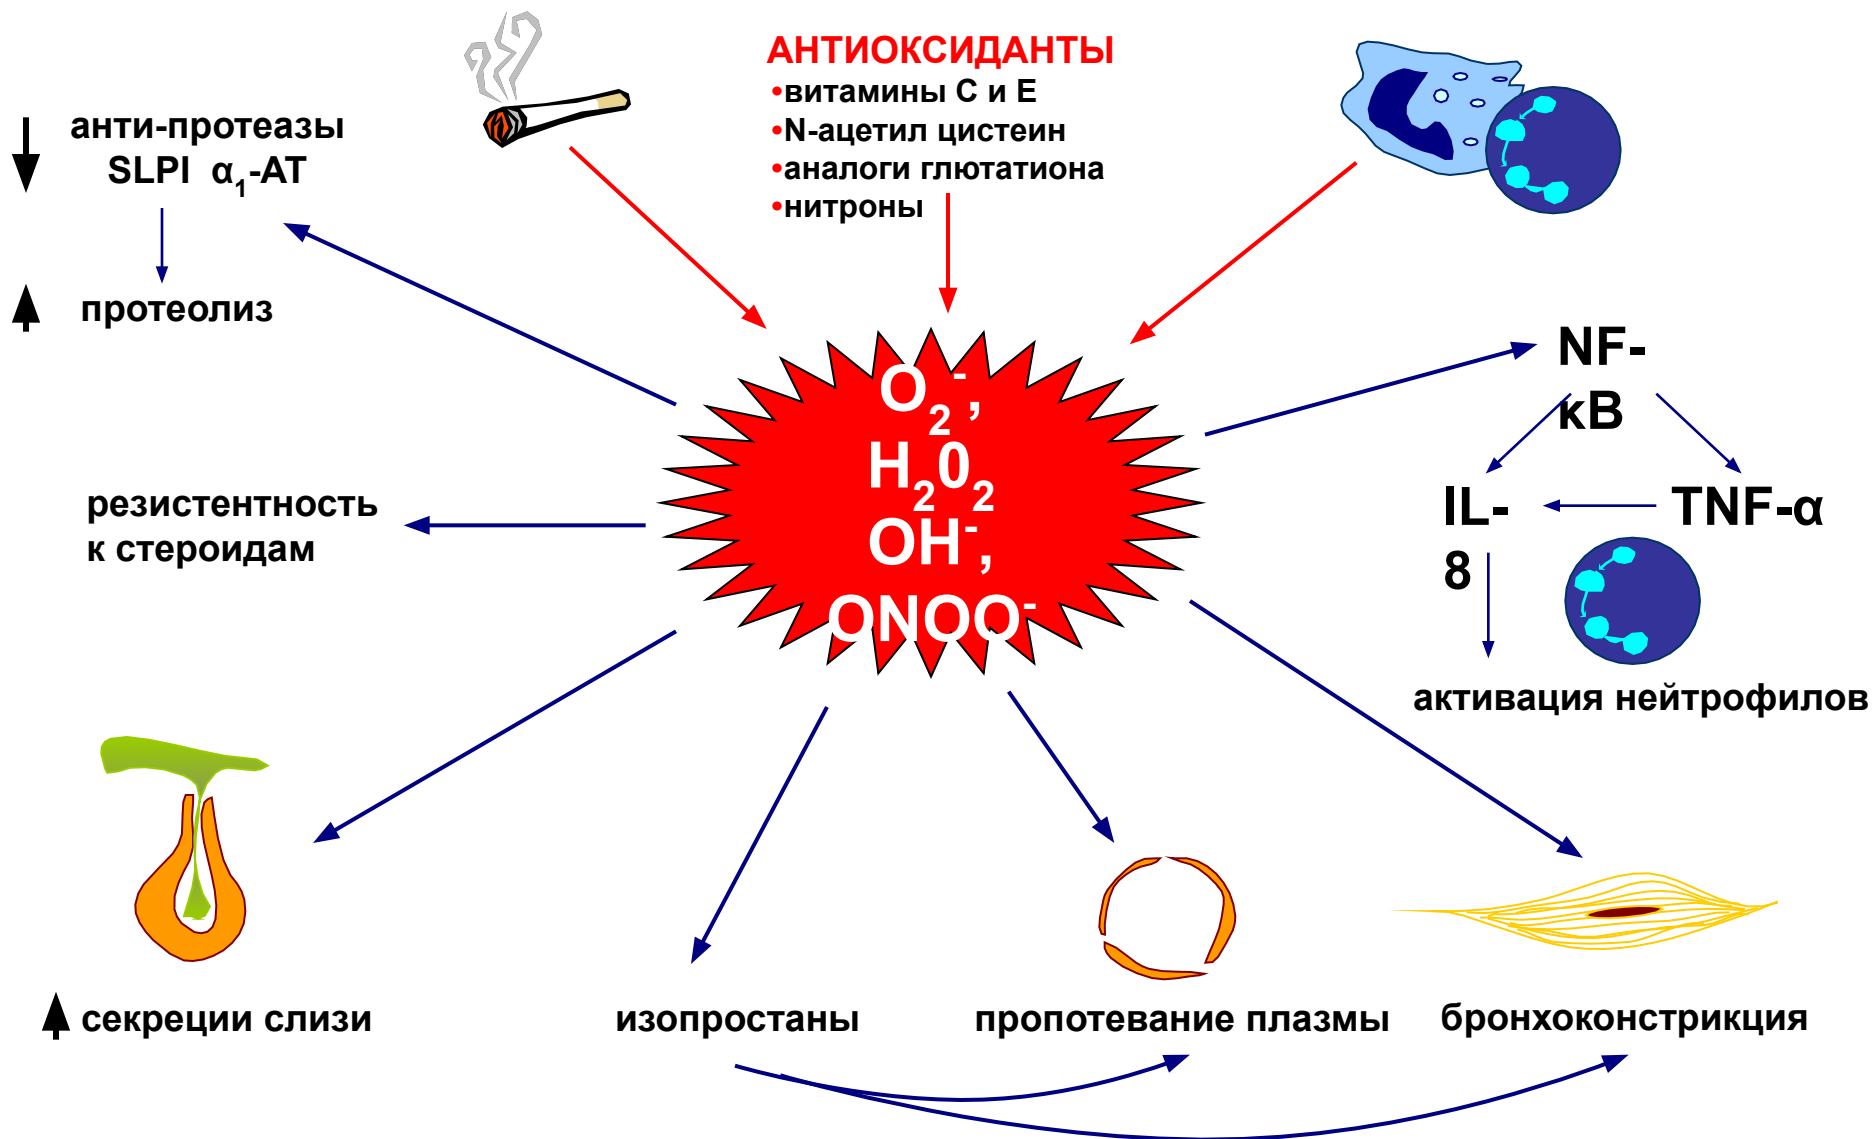 АНТИОКСИДАНТЫ
•витамины С и Е
•N-ацетил цистеин
•аналоги глютатиона
•нитроны
анти-протеазы
SLPI α₁-AT
протеолиз
резистентность
к стероидам
O₂⁻,
H₂0₂
OH⁻,
ONOO⁻
NF-
κB
IL-
8
TNF-α
активация нейтрофилов
секреции слизи
изопростаны
пропотевание плазмы
бронхоконстрикция